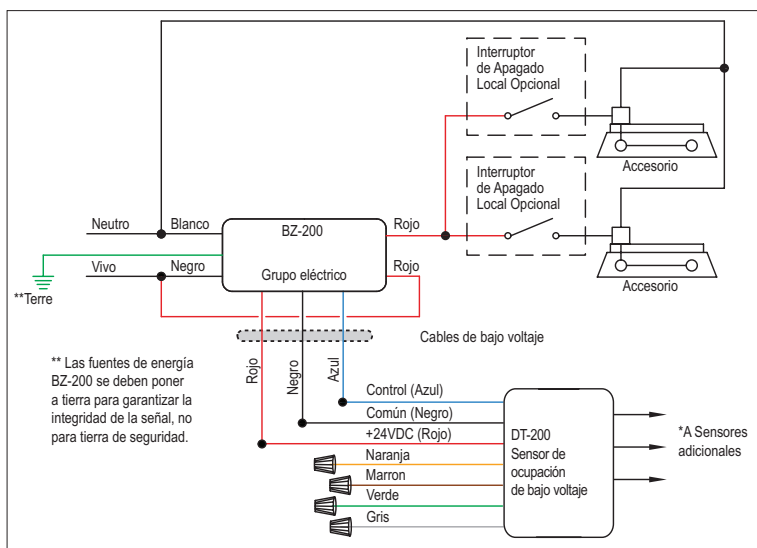 Interruptor
de Apagado
Local Opcional
Accesorio
Interruptor
de Apagado
Local Opcional
Accesorio
Neutro
Blanco
BZ-200
Rojo
Vivo
Negro
Grupo eléctrico
Rojo
**Terre
Cables de bajo voltaje
Rojo
Negro
Azul
** Las fuentes de energía
BZ-200 se deben poner
a tierra para garantizar la
integridad de la señal, no
para tierra de seguridad.
Control (Azul)
Común (Negro)
+24VDC (Rojo)
Naranja
Marron
Verde
Gris
DT-200
Sensor de
ocupación
de bajo voltaje
*A Sensores
adicionales